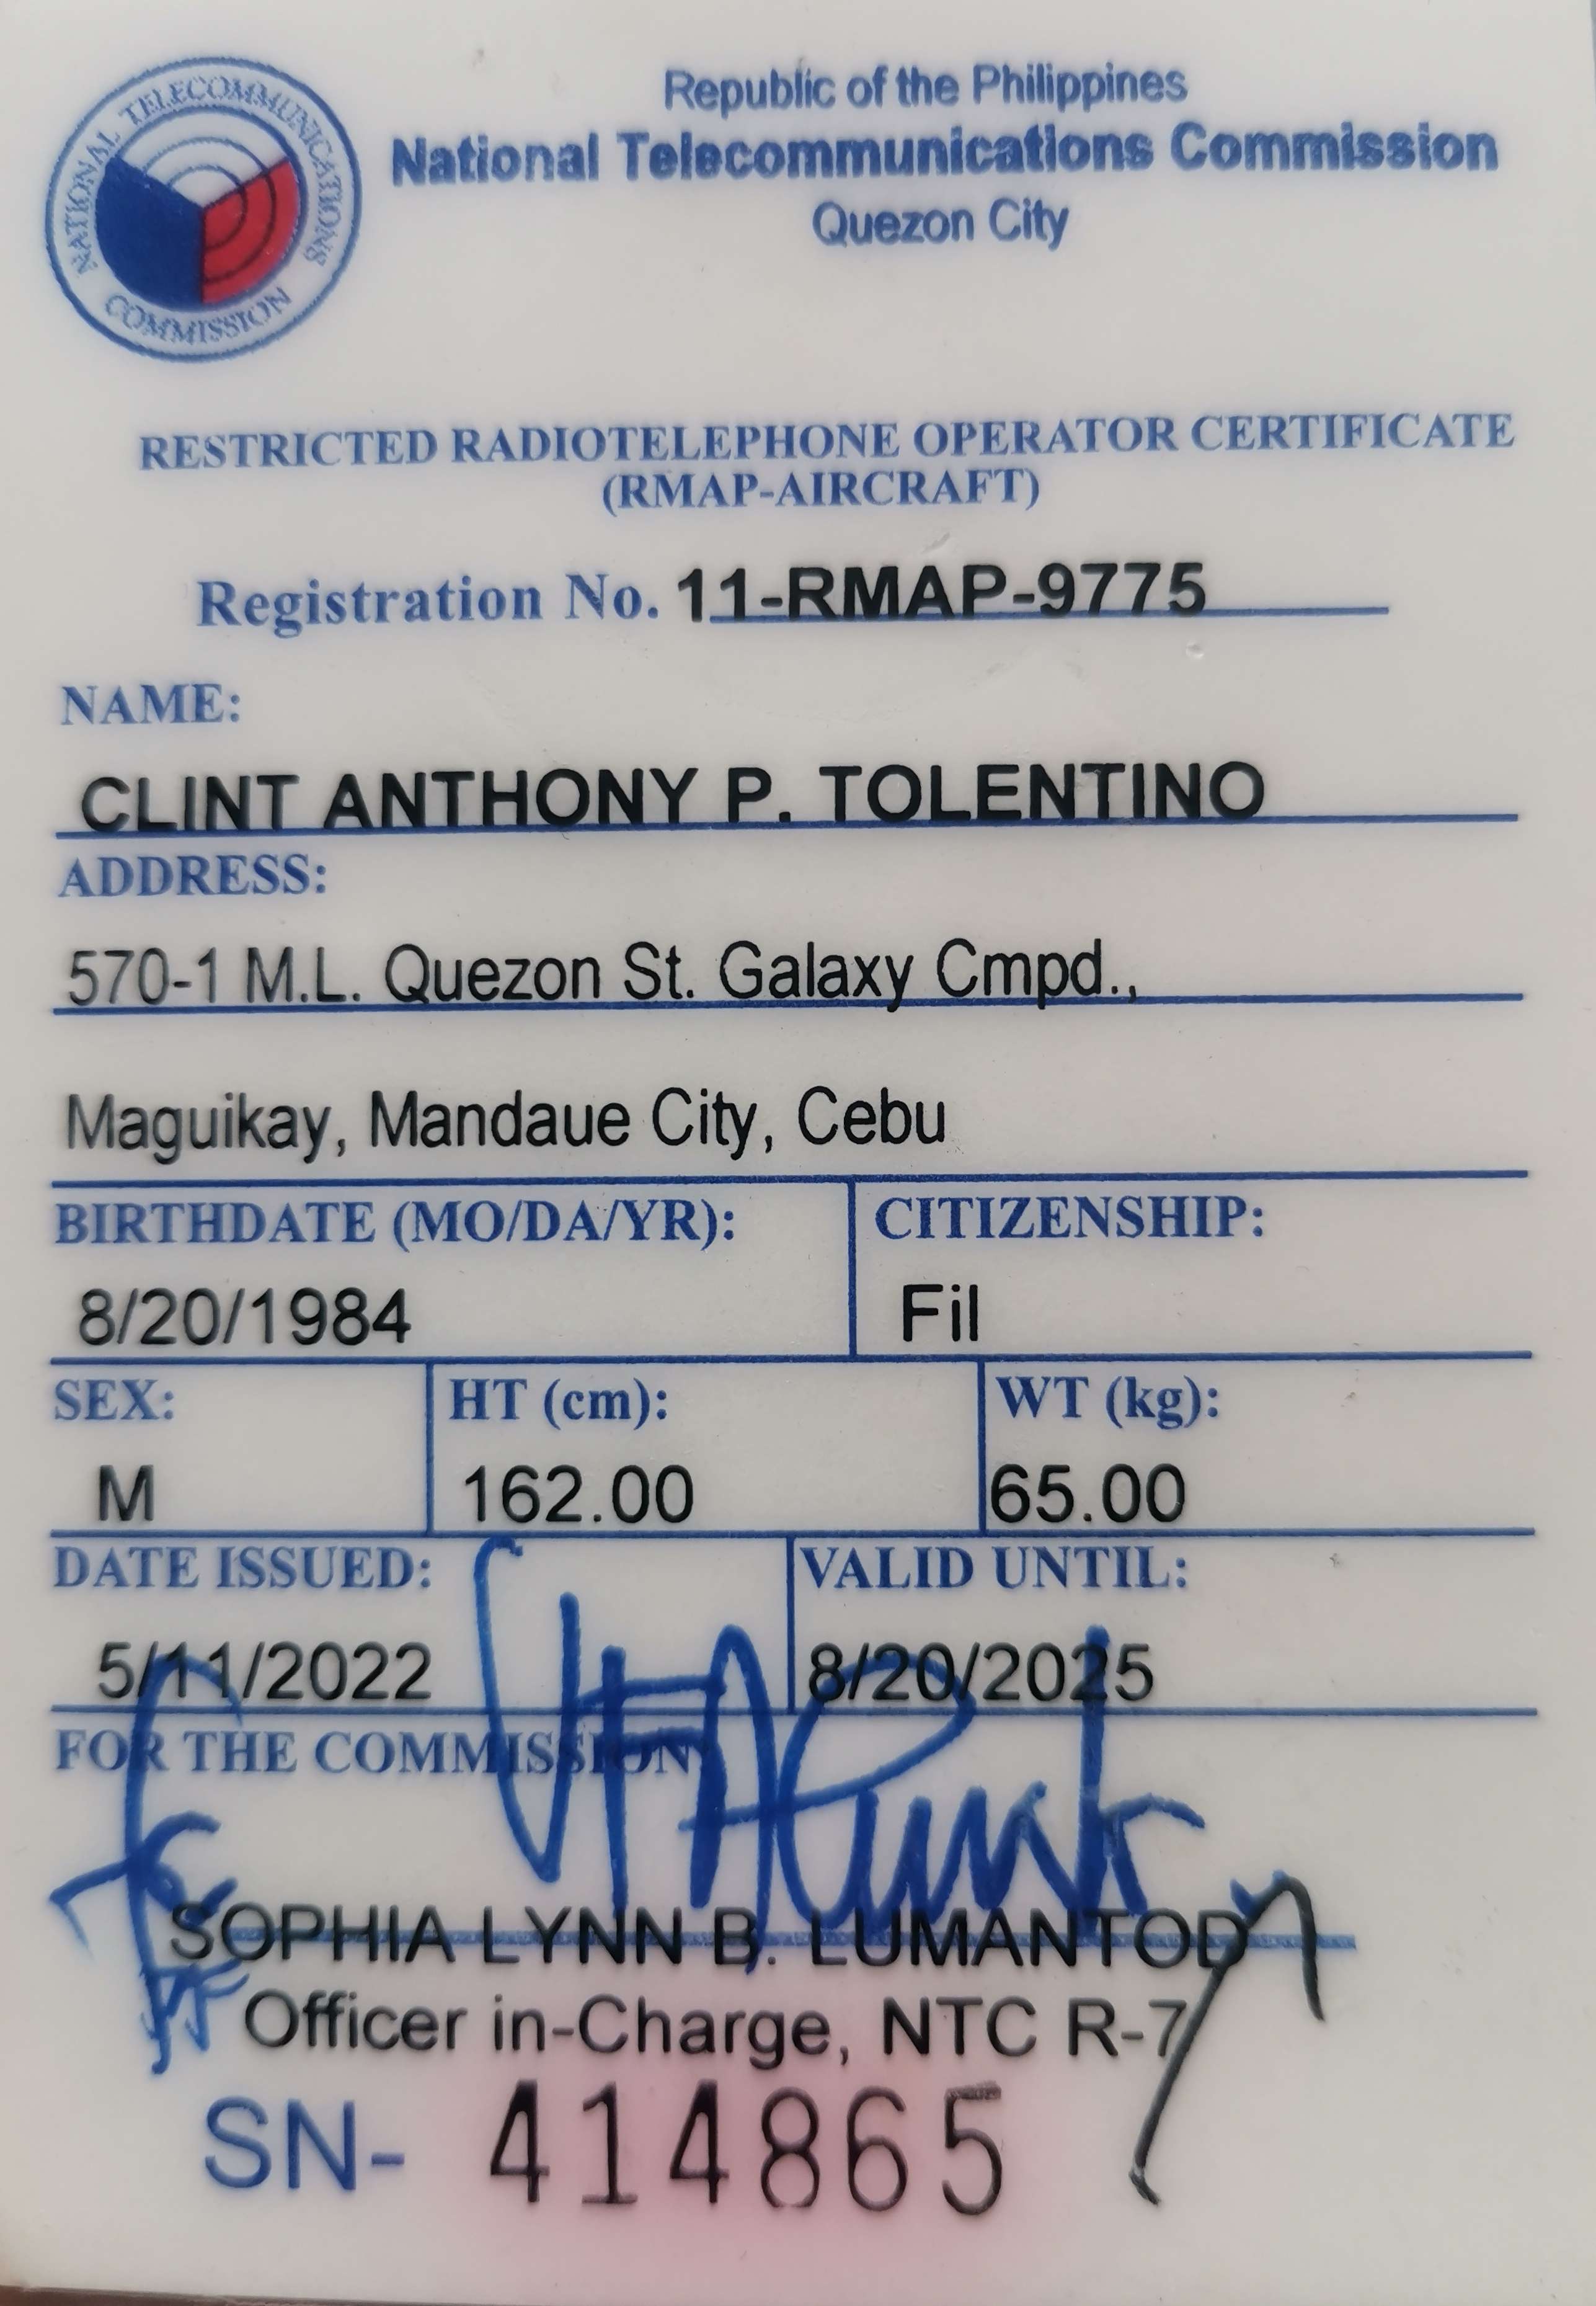 NATIONAL TELECOMMUNICATIONS
COMMISSION
Republic of the Philippines
National Telecommunications Commission
Quezon City
RESTRICTED RADIOTELEPHONE OPERATOR CERTIFICATE
(RMAP-AIRCRAFT)
Registration No. 11-RMAP-9775
NAME:
CLINT ANTHONY P. TOLENTINO
ADDRESS:
570-1 M.L. Quezon St. Galaxy Cmpd.,
Maguikay, Mandaue City, Cebu
BIRTHDATE (MO/DA/YR): CITIZENSHIP:
8/20/1984 Fil
SEX: HT (cm): WT (kg):
M 162.00 65.00
DATE ISSUED: VALID UNTIL:
5/11/2022 8/20/2025
FOR THE COMMISSION
SOPHIA LYNN B. LUMANTOD
Officer in-Charge, NTC R-7
SN- 414865